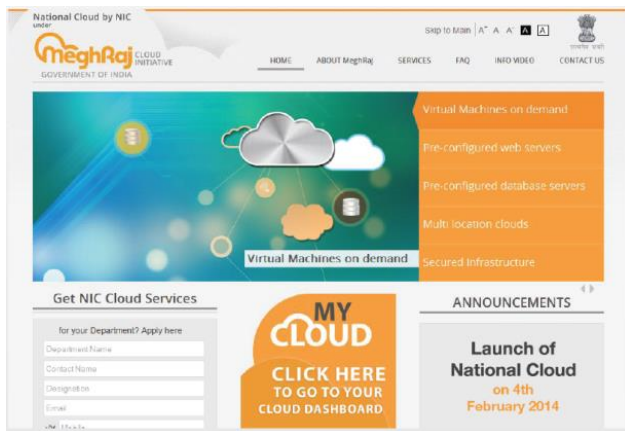 National Cloud by NIC
under
MeghRaj CLOUD
INITIATIVE
GOVERNMENT OF INDIA
Skip to Main A+ A A- A A
HOME ABOUT MeghRaj SERVICES FAQ INFO VIDEO CONTACT US
Virtual Machines on demand
Pre-configured web servers
Pre-configured database servers
Multi location clouds
Secured Infrastructure
Virtual Machines on demand
Get NIC Cloud Services
for your Department? Apply here
Department Name
Contact Name
Designation
Email
MY
CLOUD
CLICK HERE
TO GO TO YOUR
CLOUD DASHBOARD
ANNOUNCEMENTS
Launch of
National Cloud
on 4th
February 2014